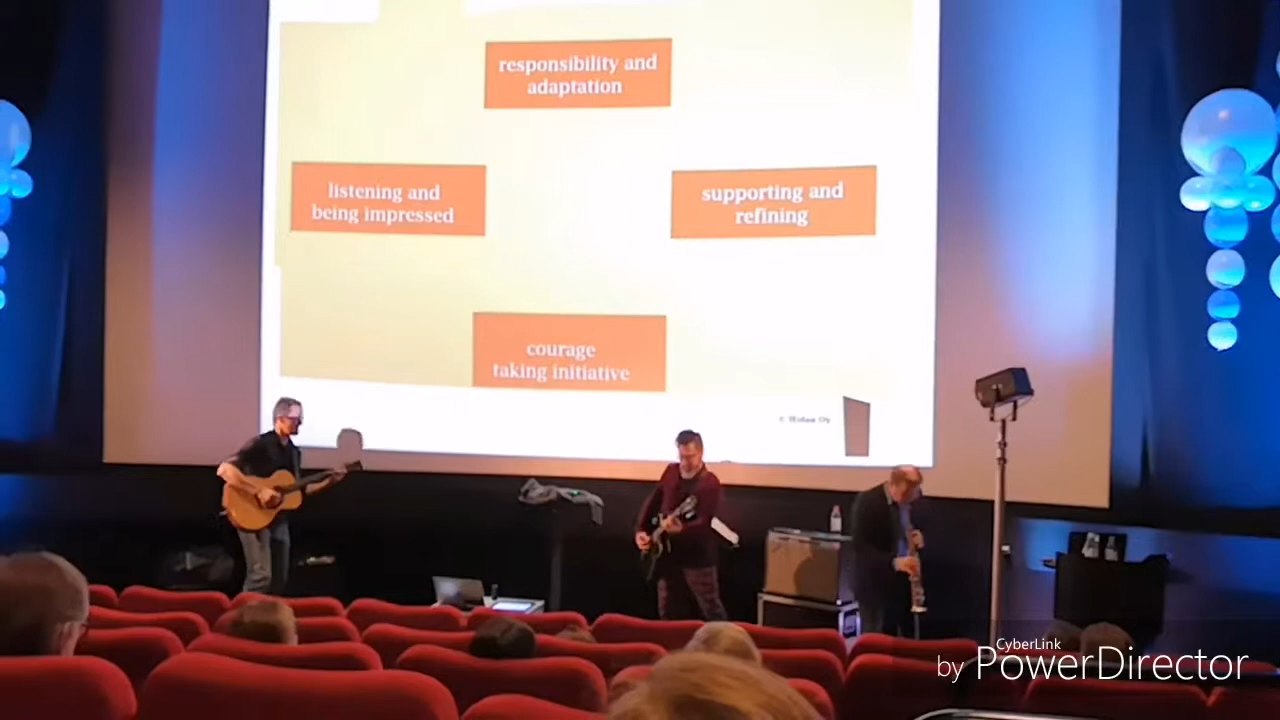 responsibility and
adaptation
listening and
being impressed
supporting and
refining
courage
taking initiative
CyberLink
by PowerDirector